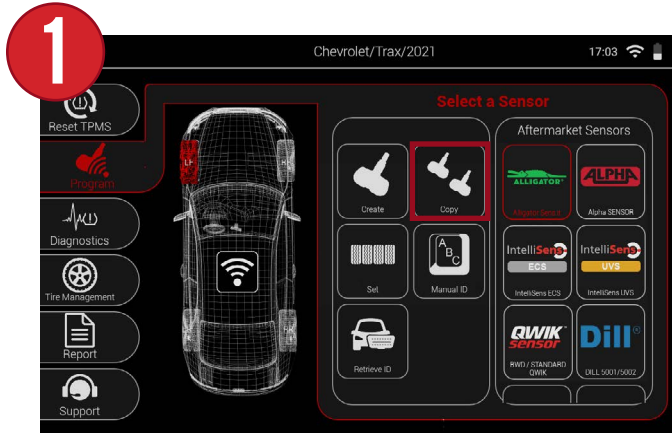 1
Chevrolet/Trax/2021
17:03
Reset TPMS
Program
Diagnostics
Tire Management
Report
Support
LF
Select a Sensor
Create
Copy
Set
Manual ID
A
B
C
Retrieve ID
Aftermarket Sensors
ALLIGATOR®
ALPHA
Alpha SENSOR
IntelliSens
ECS
IntelliSens ECS
IntelliSens
UVS
IntelliSens UVS
QWIK
sensor
RWD / STANDARD
QWIK
Dill®
DILL 5001/5002